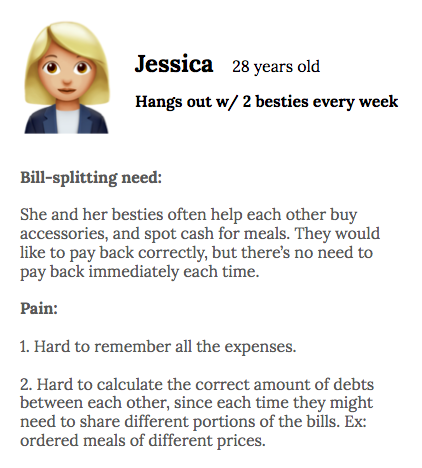 Jessica 28 years old
Hangs out w/ 2 besties every week
Bill-splitting need:
She and her besties often help each other buy
accessories, and spot cash for meals. They would
like to pay back correctly, but there’s no need to
pay back immediately each time.
Pain:
1. Hard to remember all the expenses.
2. Hard to calculate the correct amount of debts
between each other, since each time they might
need to share different portions of the bills. Ex:
ordered meals of different prices.